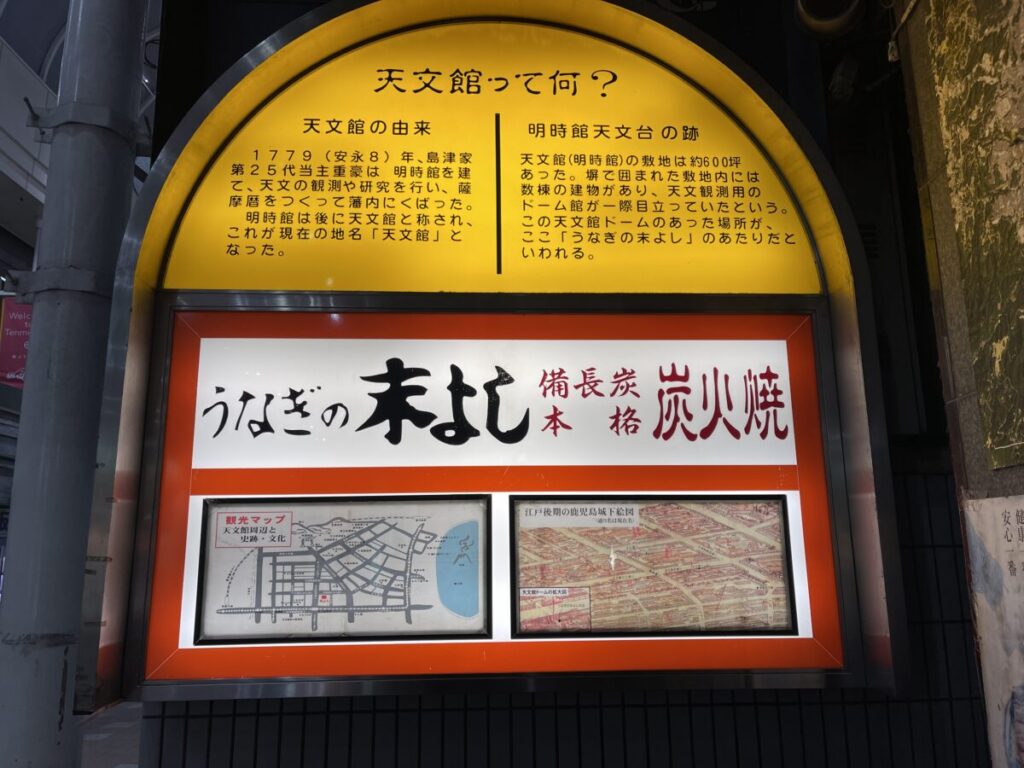 天文館って何？
天文館の由来
1779（安永8）年、島津家
第25代当主重豪は 明時館を建
て、天文の観測や研究を行い、薩
摩暦をつくって藩内にくばった。
明時館は後に天文館と称され、
これが現在の地名「天文館」と
なった。
明時館天文台の跡
天文館(明時館)の敷地は約600坪
あった。塀で囲まれた敷地内には
数棟の建物があり、天文観測用の
ドーム館が一際目立っていたという。
この天文館ドームのあった場所が、
ここ「うなぎの末よし」のあたりだと
いわれる。
うなぎの末よし
備長炭
本格
炭火焼
観光マップ
天文館周辺と
史跡・文化
江戸後期の鹿児島城下絵図
天文館ドームの拡大図
Welcome
to
安心一番